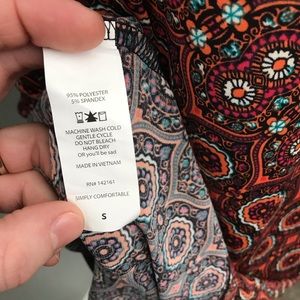 95% POLYESTER
5% SPANDEX
MACHINE WASH COLD
GENTLE CYCLE
DO NOT BLEACH
HANG DRY
OR you'll be sad
MADE IN VIETNAM
RN# 142161
SIMPLY COMFORTABLE
S